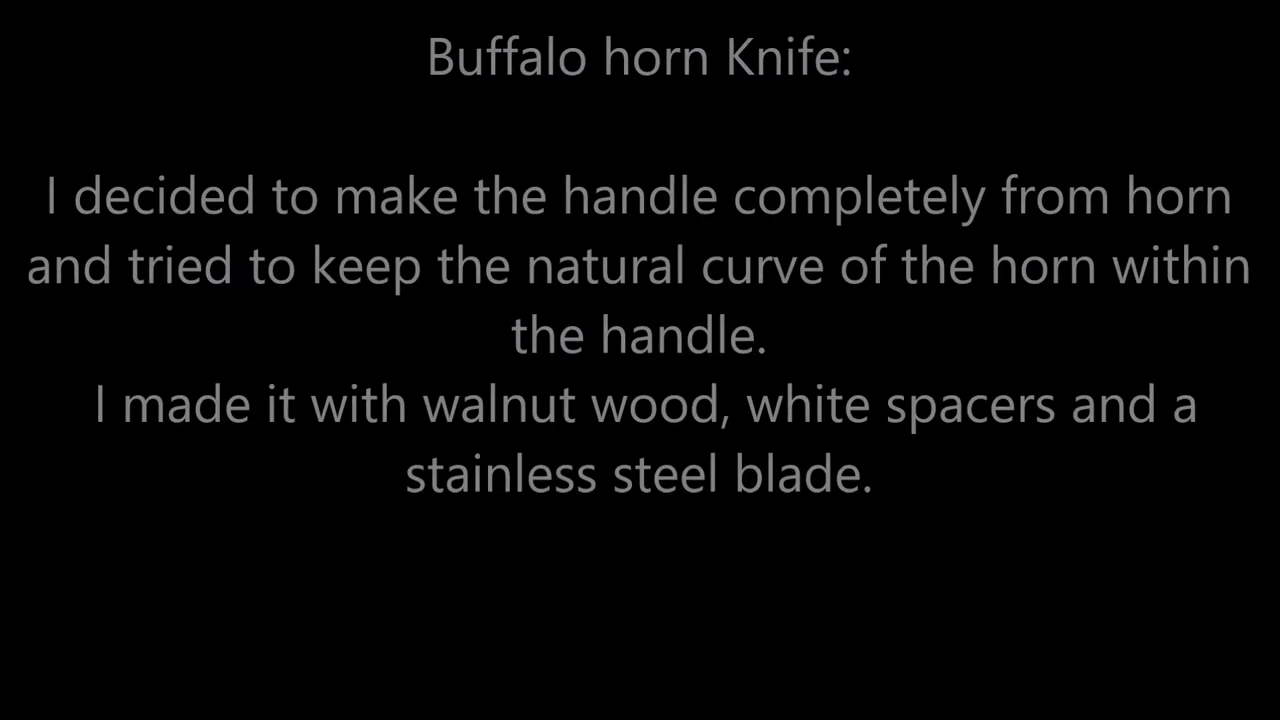 Buffalo horn Knife:
I decided to make the handle completely from horn
and tried to keep the natural curve of the horn within
the handle.
I made it with walnut wood, white spacers and a
stainless steel blade.